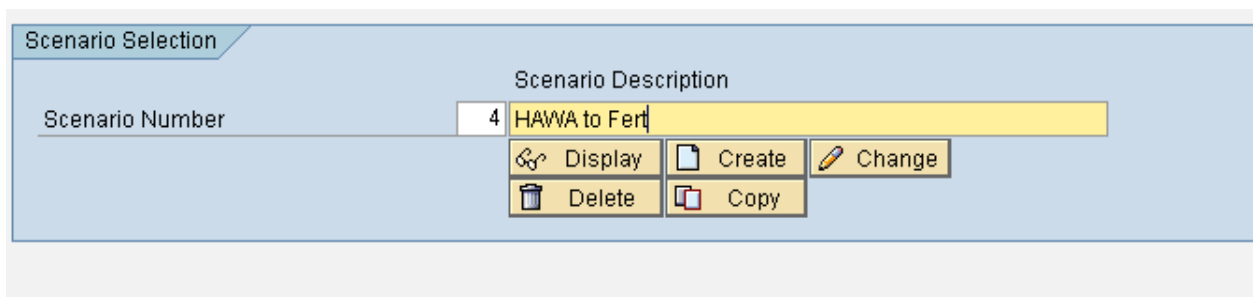 Scenario Selection
Scenario Description
Scenario Number 4 HAWA to Fert
Display Create Change
Delete Copy